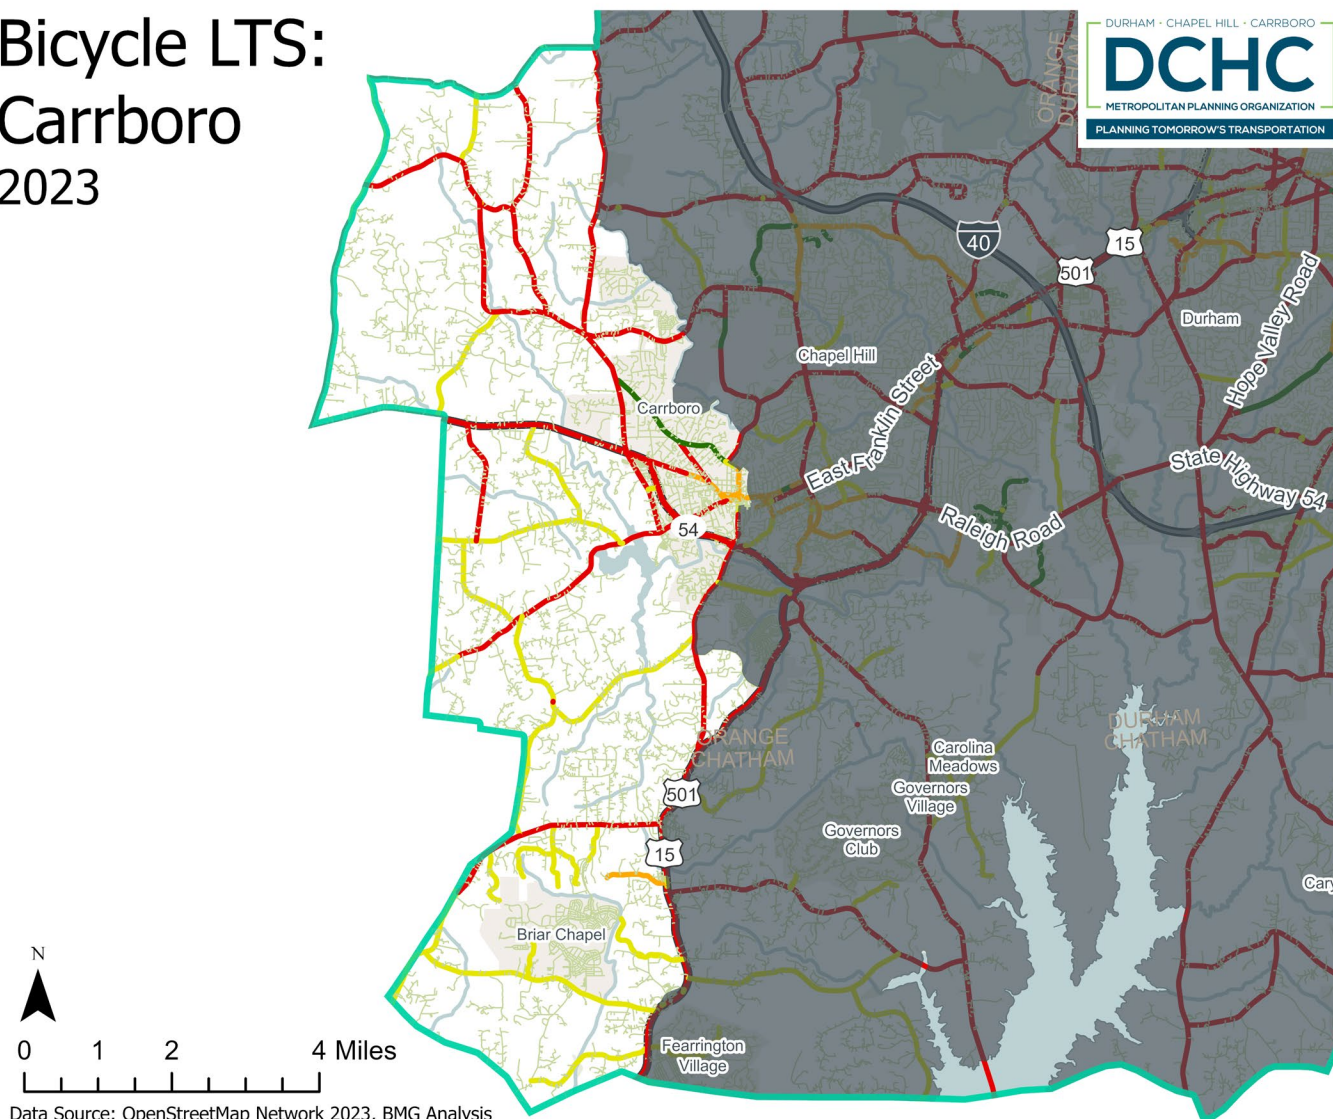 Bicycle LTS:
Carrboro
2023
DURHAM · CHAPEL HILL · CARRBORO
DCHC
METROPOLITAN PLANNING ORGANIZATION
PLANNING TOMORROW'S TRANSPORTATION
ORANGE
DURHAM
40
15
501
Durham
Hope Valley Road
Chapel Hill
East Franklin Street
Carrboro
State Highway 54
Raleigh Road
54
ORANGE
CHATHAM
DURHAM
CHATHAM
Carolina
Meadows
Governors
Village
501
Governors
Club
15
Cary
Briar Chapel
Fearrington
Village
N
0 1 2 4 Miles
Data Source: OpenStreetMap Network 2023, BMG Analysis